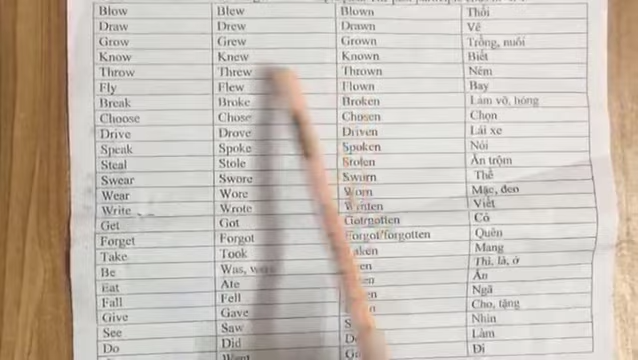 Blow Blew Blown Thổi
Draw Drew Drawn Vẽ
Grow Grew Grown Trồng, nuôi
Know Knew Known Biết
Throw Threw Thrown Ném
Fly Flew Flown Bay
Break Broke Broken Làm vỡ, hỏng
Choose Chose Chosen Chọn
Drive Drove Driven Lái xe
Speak Spoke Spoken Nói
Steal Stole Stolen Ăn trộm
Swear Swore Sworn Thề
Wear Wore Worn Mặc, đeo
Write Wrote Written Viết
Get Got Got/gotten Có
Forget Forgot Forgot/forgotten Quên
Take Took Mang
Be Was, were Thì, là, ở
Eat Ate Ăn
Fall Fell Ngã
Give Gave Cho, tặng
See Saw Nhìn
Do Did Làm
Went Đi